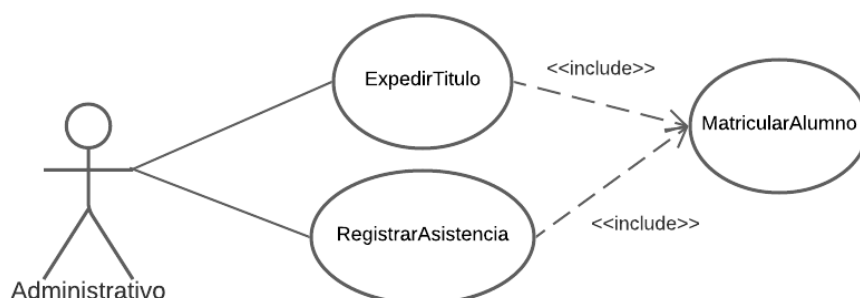 ExpedirTitulo
<<include>>
MatricularAlumno
RegistrarAsistencia
<<include>>
Administrativo